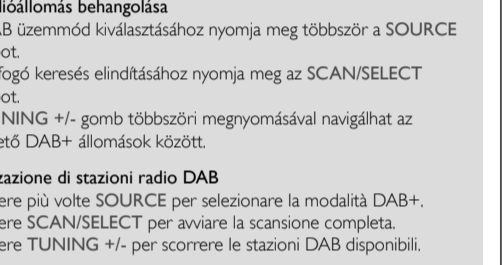 lióállomás behangolása
B üzemmód kiválasztásához nyomja meg többször a SOURCE
ot.
fogó keresés elindításához nyomja meg az SCAN/SELECT
ot.
NING +/- gomb többszöri megnyomásával navigálhat az
ető DAB+ állomások között.
zazione di stazioni radio DAB
ere più volte SOURCE per selezionare la modalità DAB+.
ere SCAN/SELECT per avviare la scansione completa.
ere TUNING +/- per scorrere le stazioni DAB disponibili.